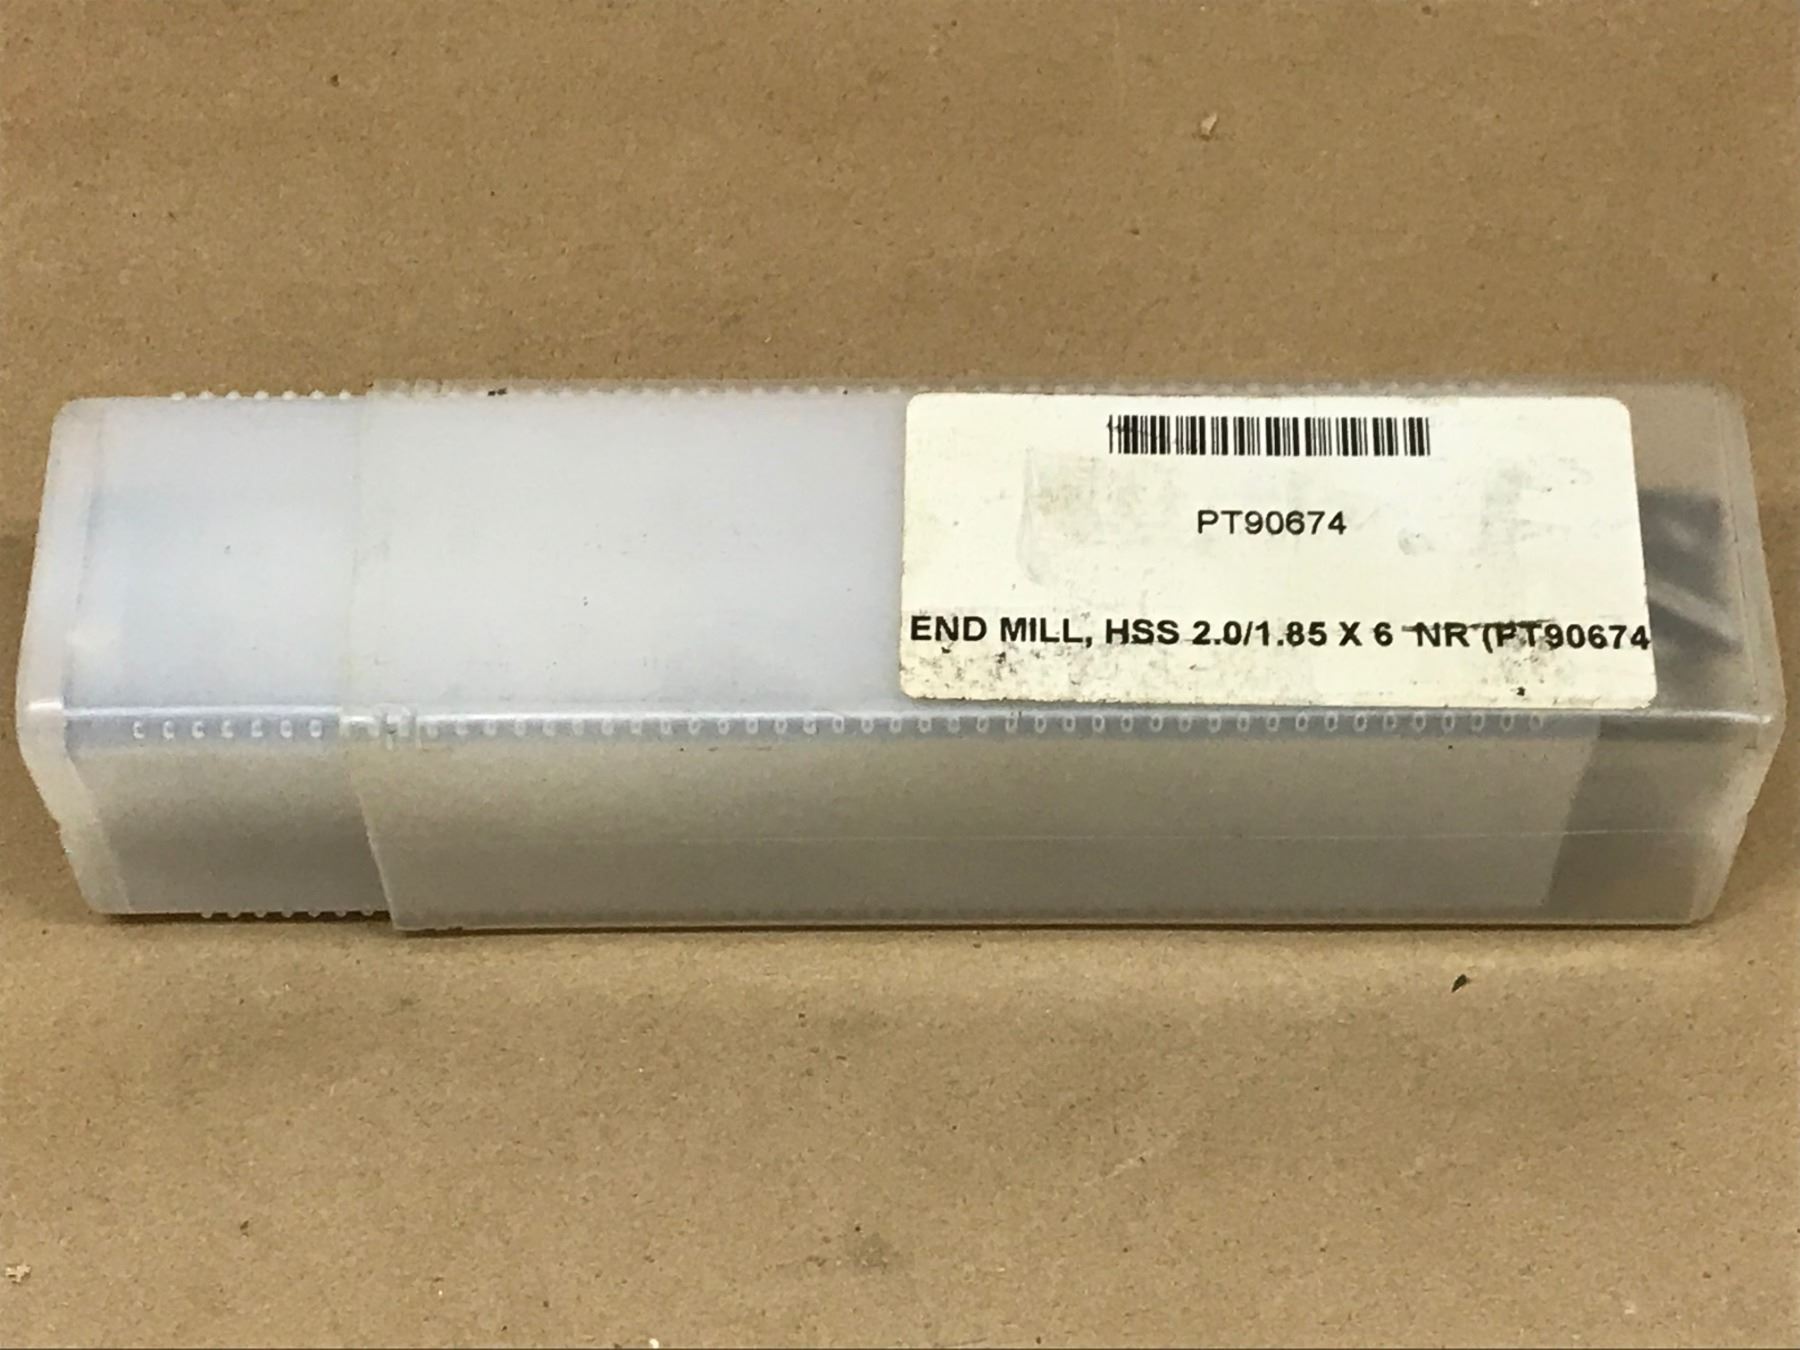 PT90674
END MILL, HSS 2.0/1.85 X 6 NR (PT90674